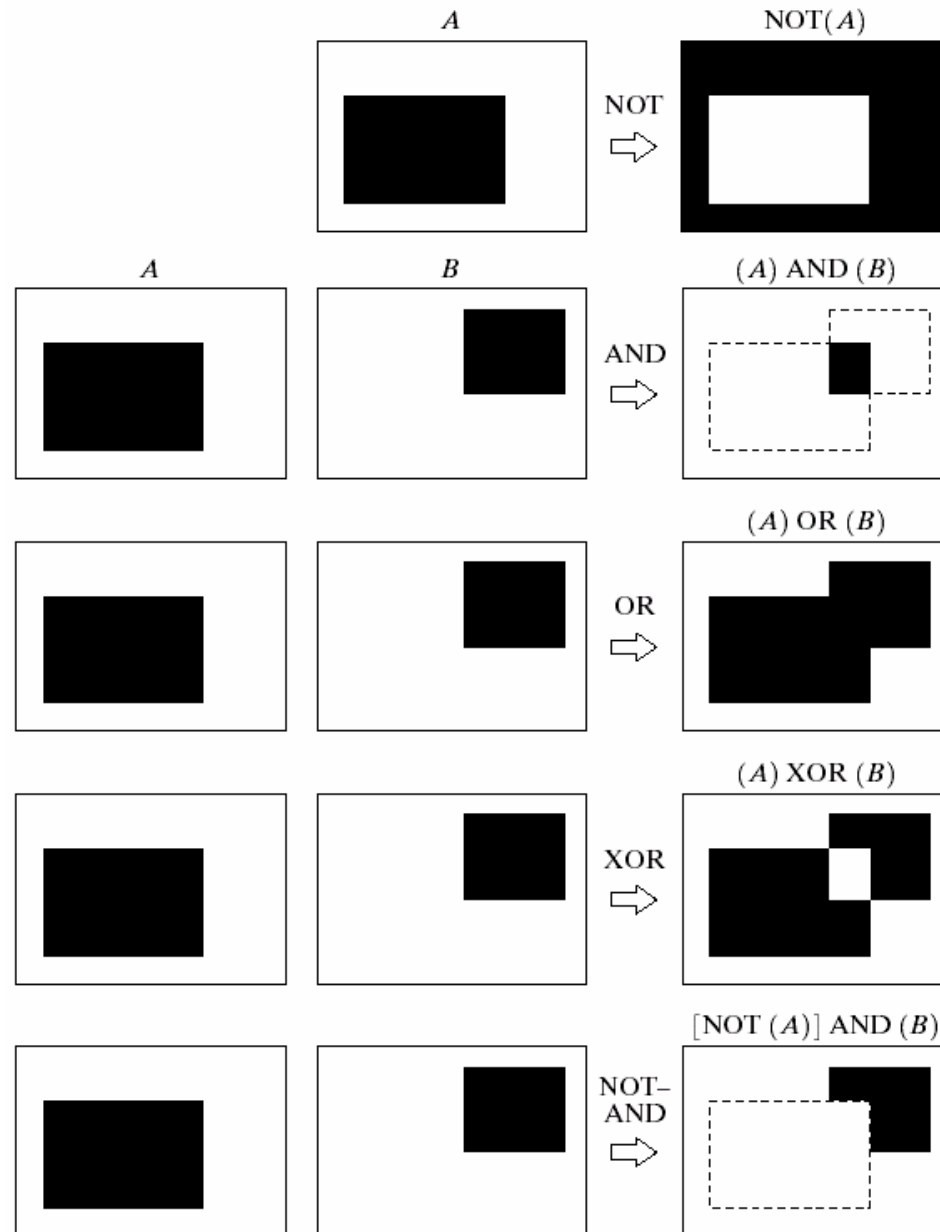 A
NOT(A)
NOT
A
B
(A) AND (B)
AND
(A) OR (B)
OR
(A) XOR (B)
XOR
[NOT (A)] AND (B)
NOT–
AND